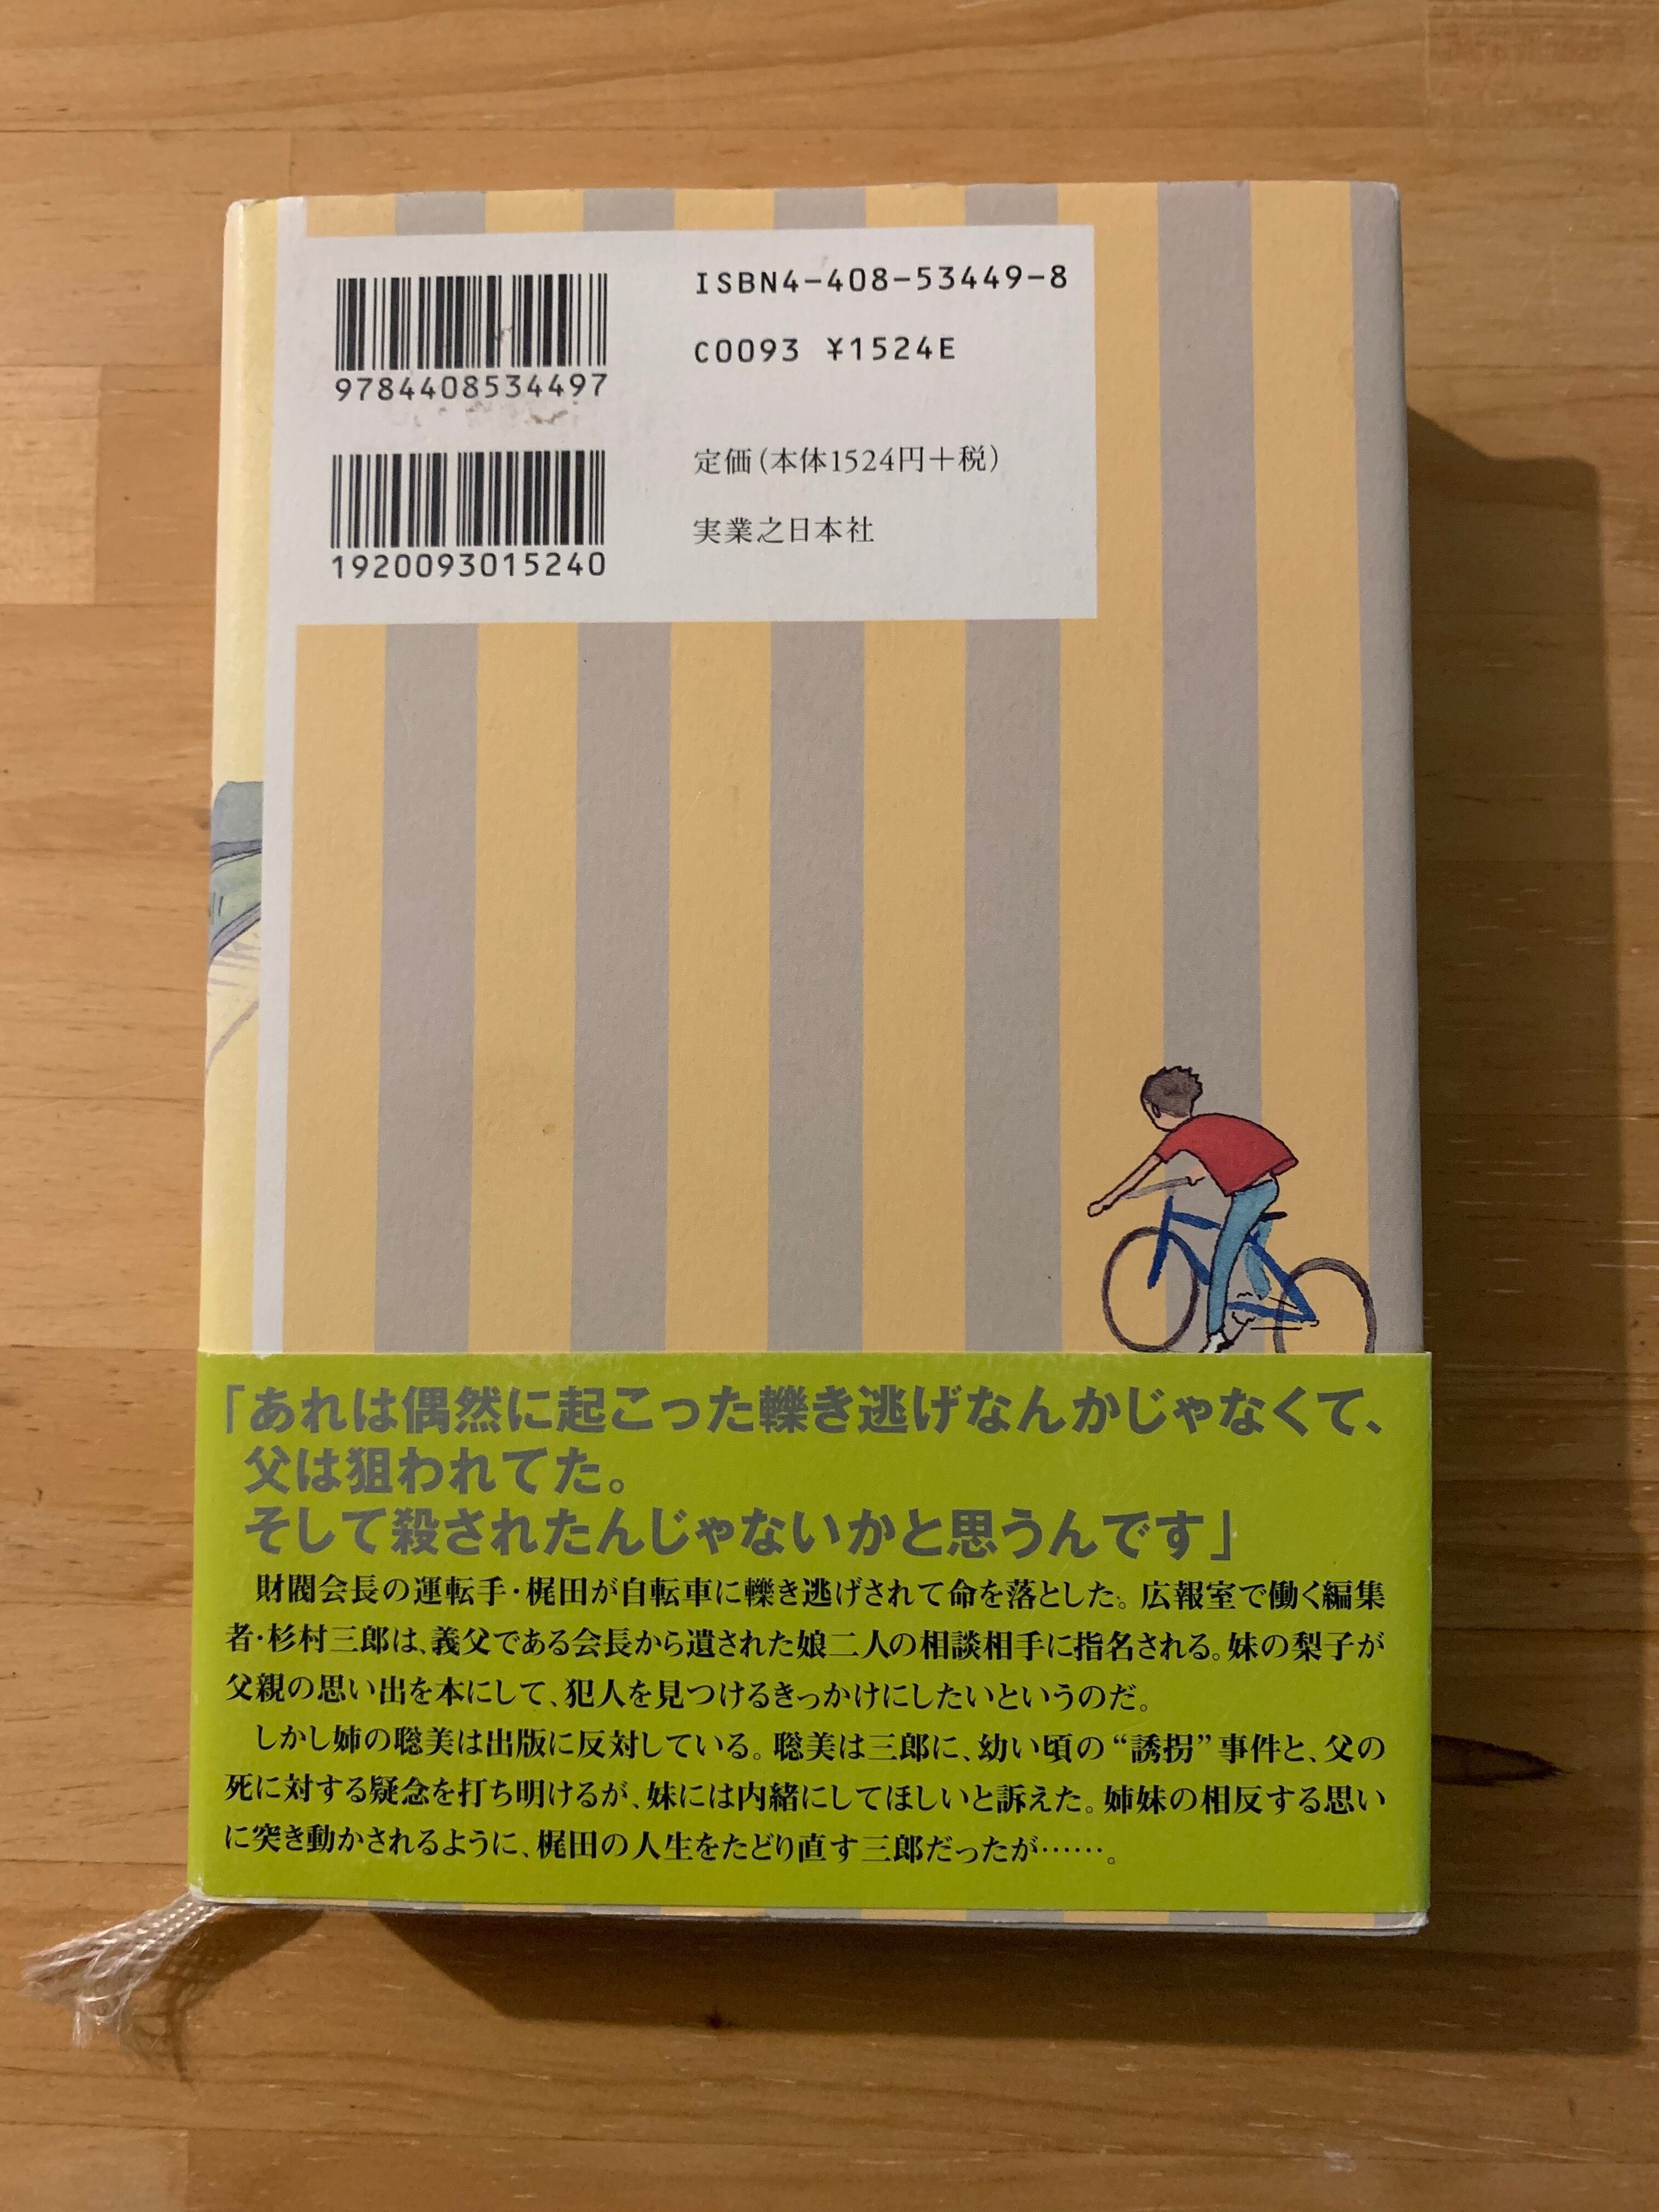 ISBN4-408-53449-8
C0093 ¥1524E
9784408534497
定価(本体1524円+税)
実業之日本社
1920093015240
「あれは偶然に起こった轢き逃げなんかじゃなくて、
父は狙われてた。
そして殺されたんじゃないかと思うんです」
財閥会長の運転手・梶田が自転車に轢き逃げされて命を落とした。広報室で働く編集
者・杉村三郎は、義父である会長から遺された娘二人の相談相手に指名される。妹の梨子が
父親の思い出を本にして、犯人を見つけるきっかけにしたいというのだ。
しかし姉の聡美は出版に反対している。聡美は三郎に、幼い頃の“誘拐”事件と、父の
死に対する疑念を打ち明けるが、妹には内緒にしてほしいと訴えた。姉妹の相反する思い
に突き動かされるように、梶田の人生をたどり直す三郎だったが……。